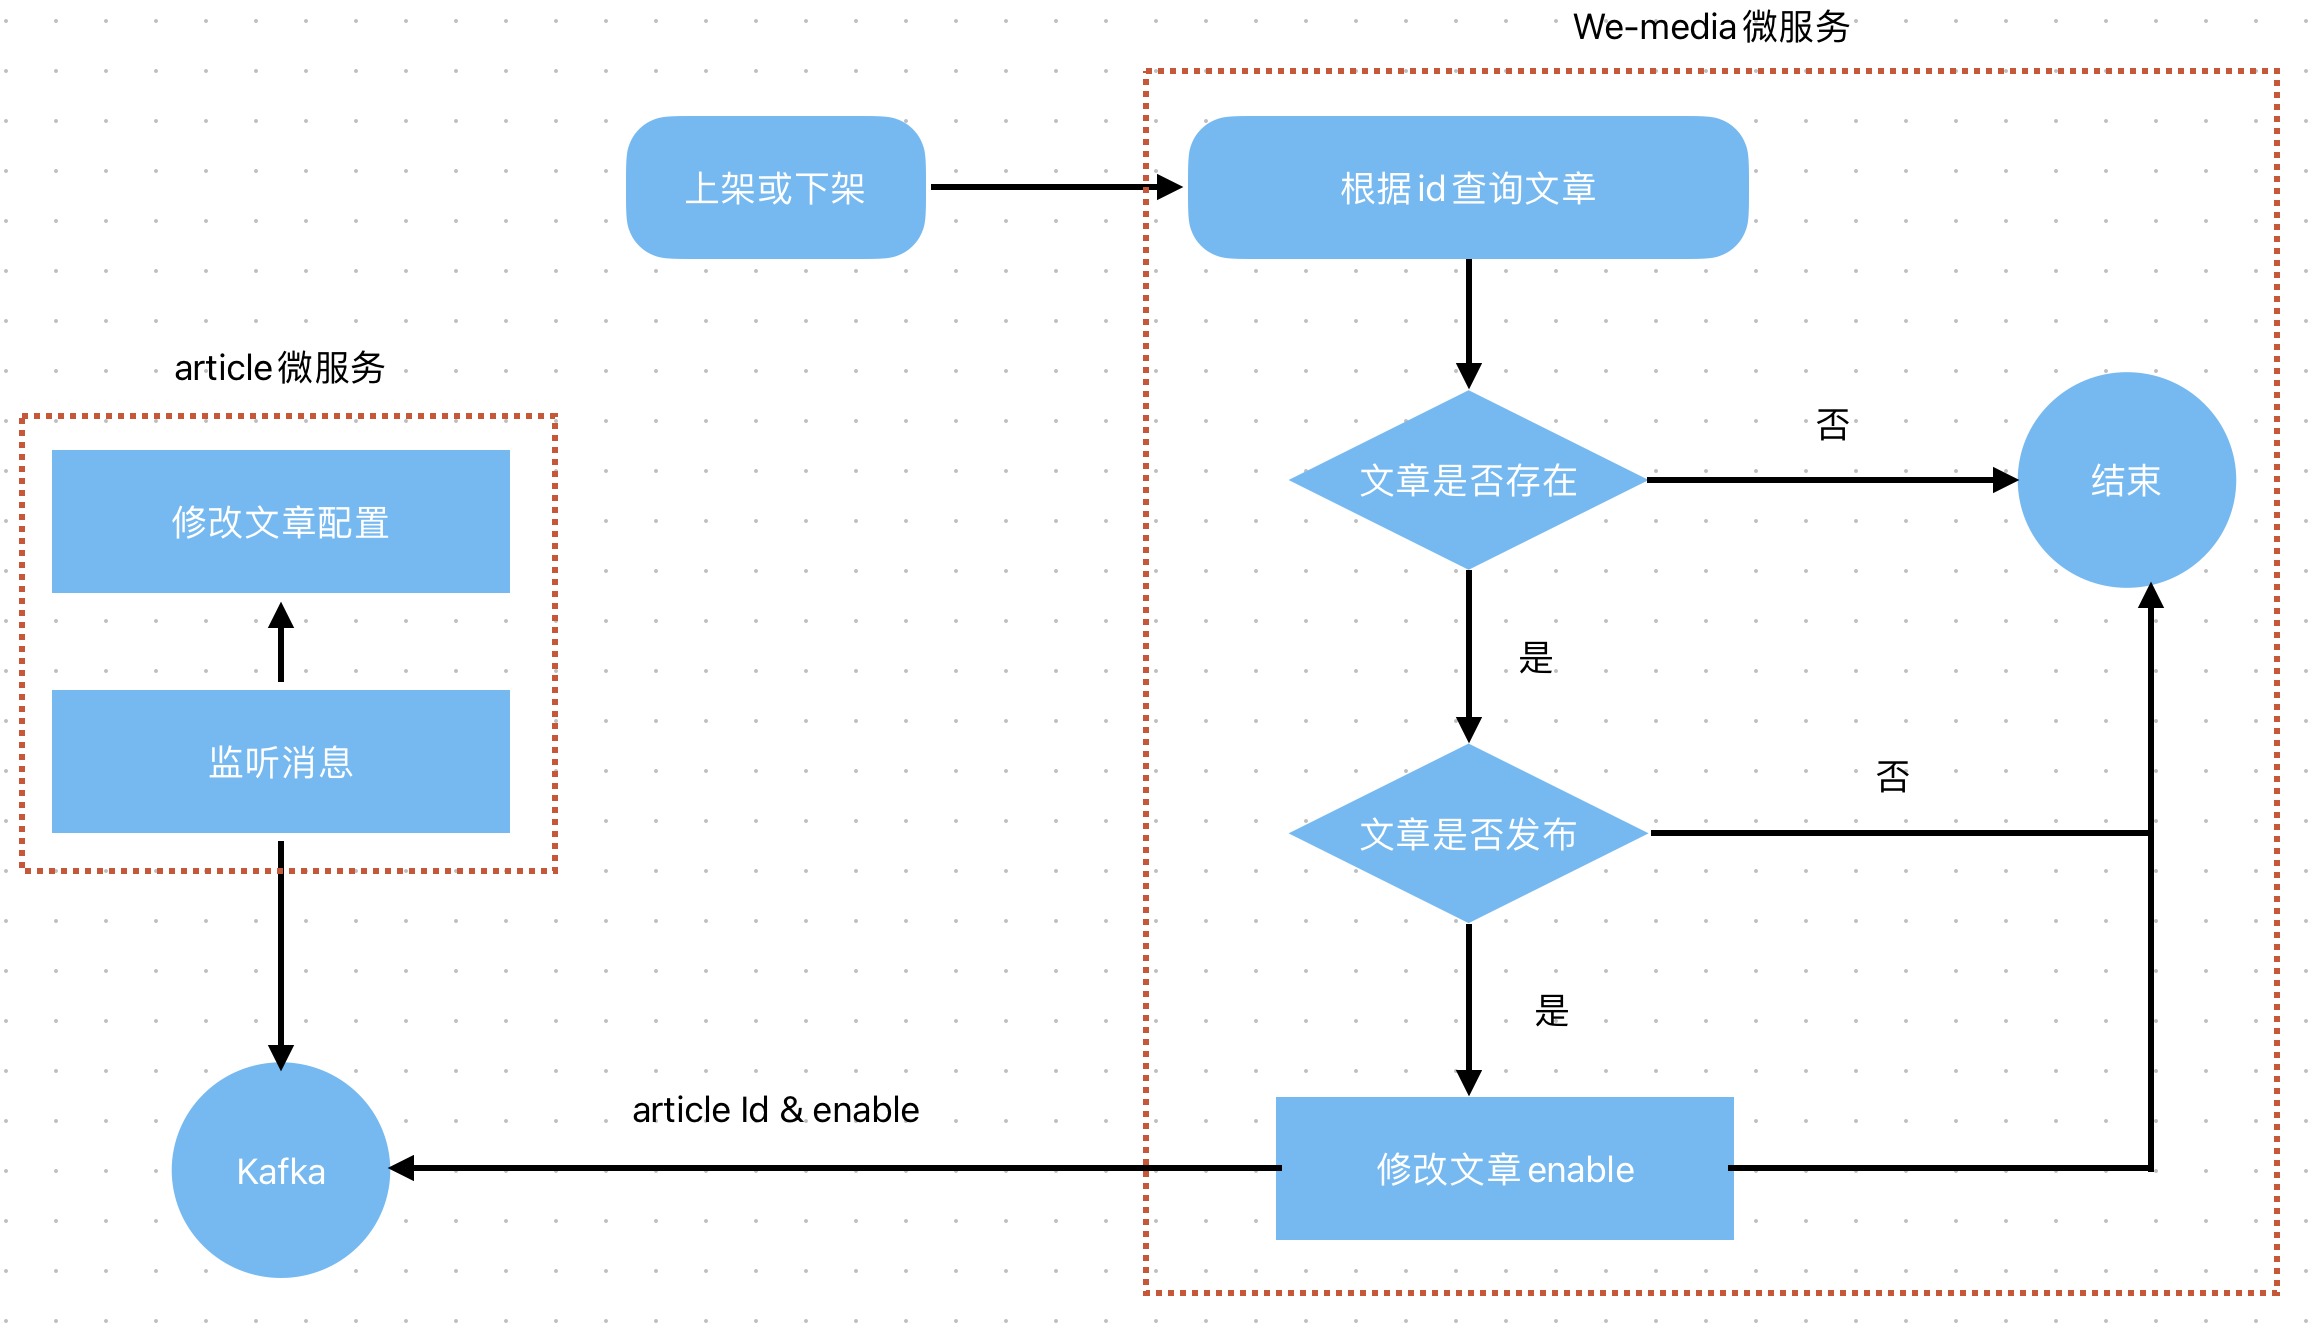 We-media微服务
上架或下架
根据id查询文章
article微服务
文章是否存在
否
结束
修改文章配置
是
监听消息
文章是否发布
否
是
article Id & enable
Kafka
修改文章enable